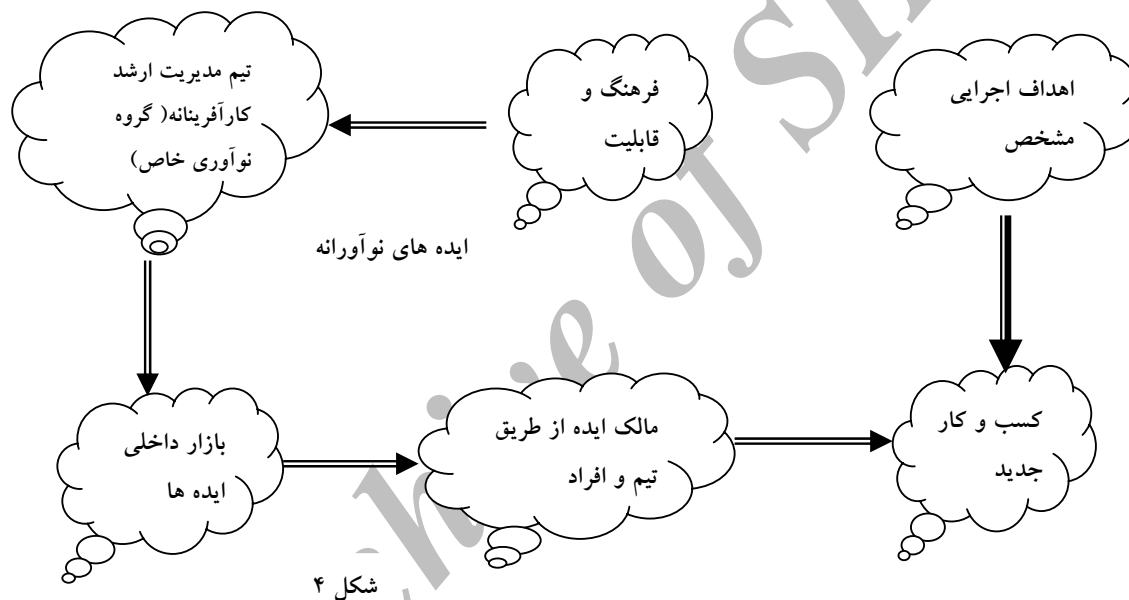 اهداف اجرایی
مشخص
فرهنگ و
قابلیت
تیم مدیریت ارشد
کارآفرینانه( گروه
نوآوری خاص)
ایده های نوآورانه
بازار داخلی
ایده ها
مالک ایده از طریق
تیم و افراد
کسب و کار
جدید
شکل ۴